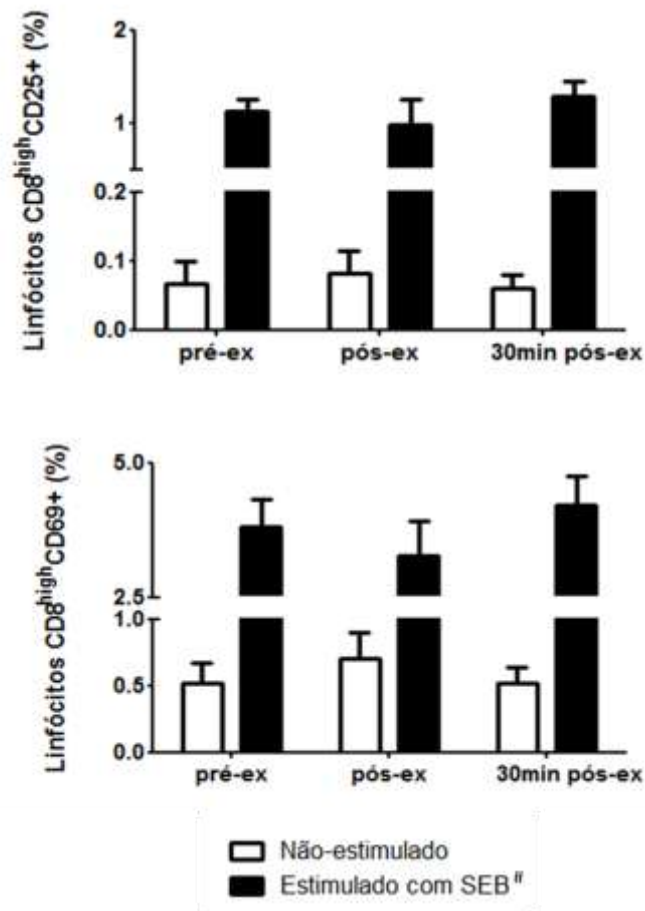 Linfócitos CD8highCD25+ (%)
2
1
0.2
0.1
0.0
pré-ex pós-ex 30min pós-ex
Linfócitos CD8highCD69+ (%)
5.0
2.5
1.0
0.5
0.0
pré-ex pós-ex 30min pós-ex
Não-estimulado
Estimulado com SEB#